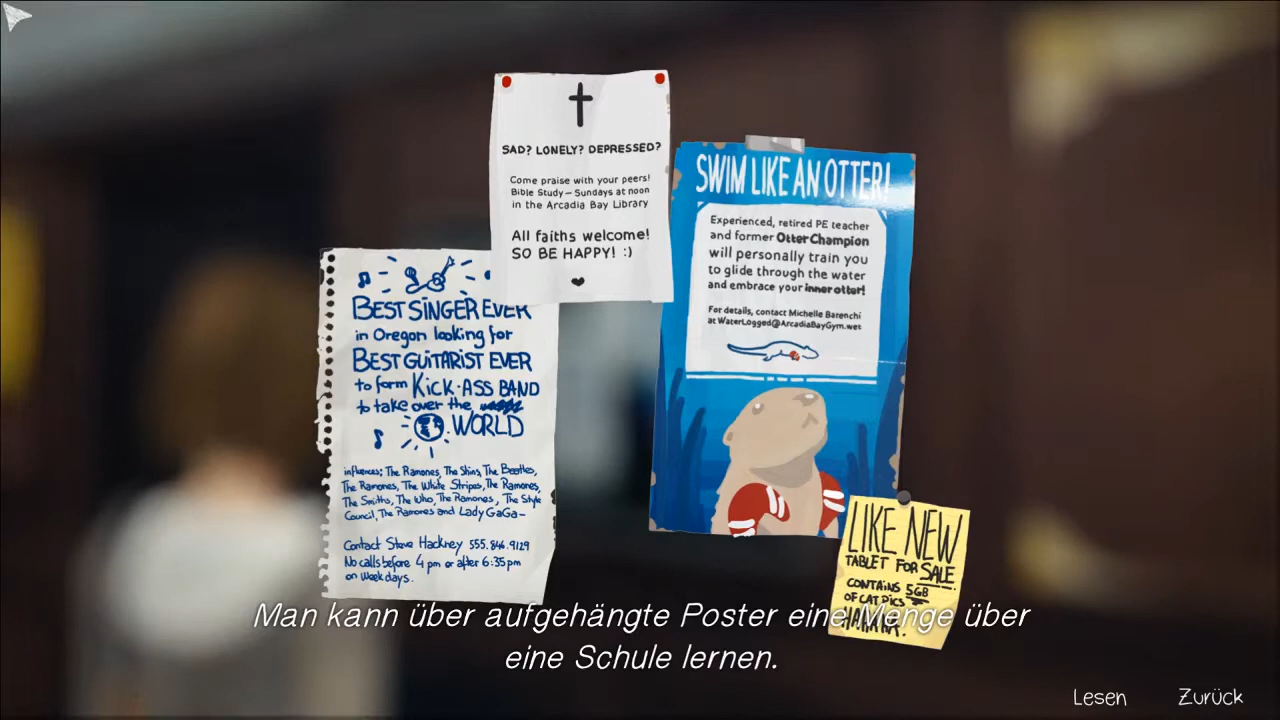 SAD? LONELY? DEPRESSED?
Come praise with your peers!
Bible Study – Sundays at noon
in the Arcadia Bay Library
All faiths welcome!
SO BE HAPPY! :)
SWIM LIKE AN OTTER!
Experienced, retired PE teacher
and former Otter Champion
will personally train you
to glide through the water
and embrace your inner otter!
For details, contact Michelle Barenchi
at WaterLogged@ArcadiaBayGym.wet
BEST SINGER EVER
in Oregon looking for
BEST GUITARIST EVER
to form KICK-ASS BAND
to take over the
WORLD
influences: The Ramones, The Shins, The Beatles,
The Ramones, The White Stripes, The Ramones,
The Smiths, The Who, The Ramones, The Style
Council, The Ramones and Lady GaGa-
Contact Steve Hackney 555.846.9129
No calls before 4 pm or after 6:35 pm
on weekdays.
LIKE NEW
TABLET FOR SALE
CONTAINS 5GB
OF CAT PICS
Man kann über aufgehängte Poster eine Menge über
eine Schule lernen.
Lesen Zurück